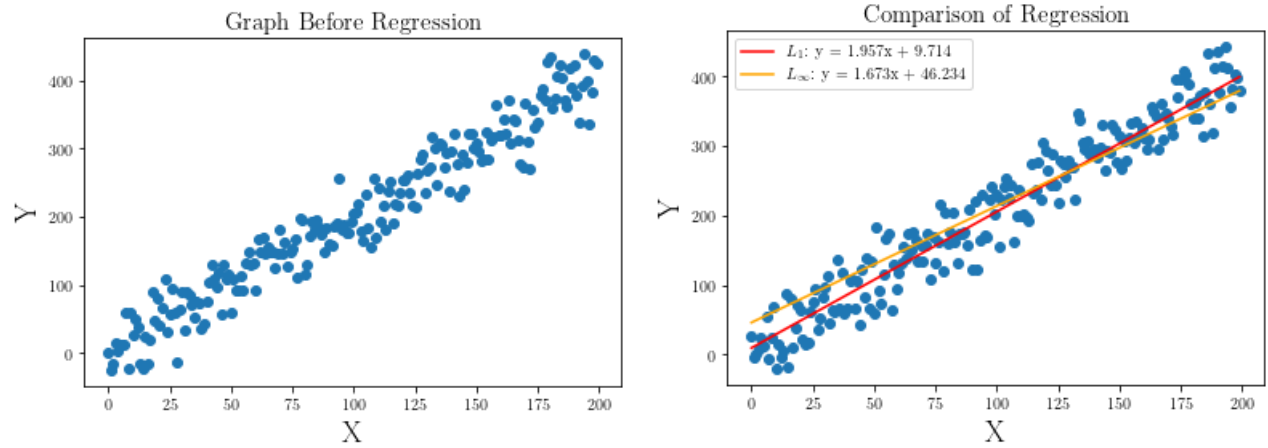 Graph Before Regression
400
300
200
100
0
Y
0 25 50 75 100 125 150 175 200
X
Comparison of Regression
L₁: y = 1.957x + 9.714
L∞: y = 1.673x + 46.234
400
300
200
100
0
Y
0 25 50 75 100 125 150 175 200
X